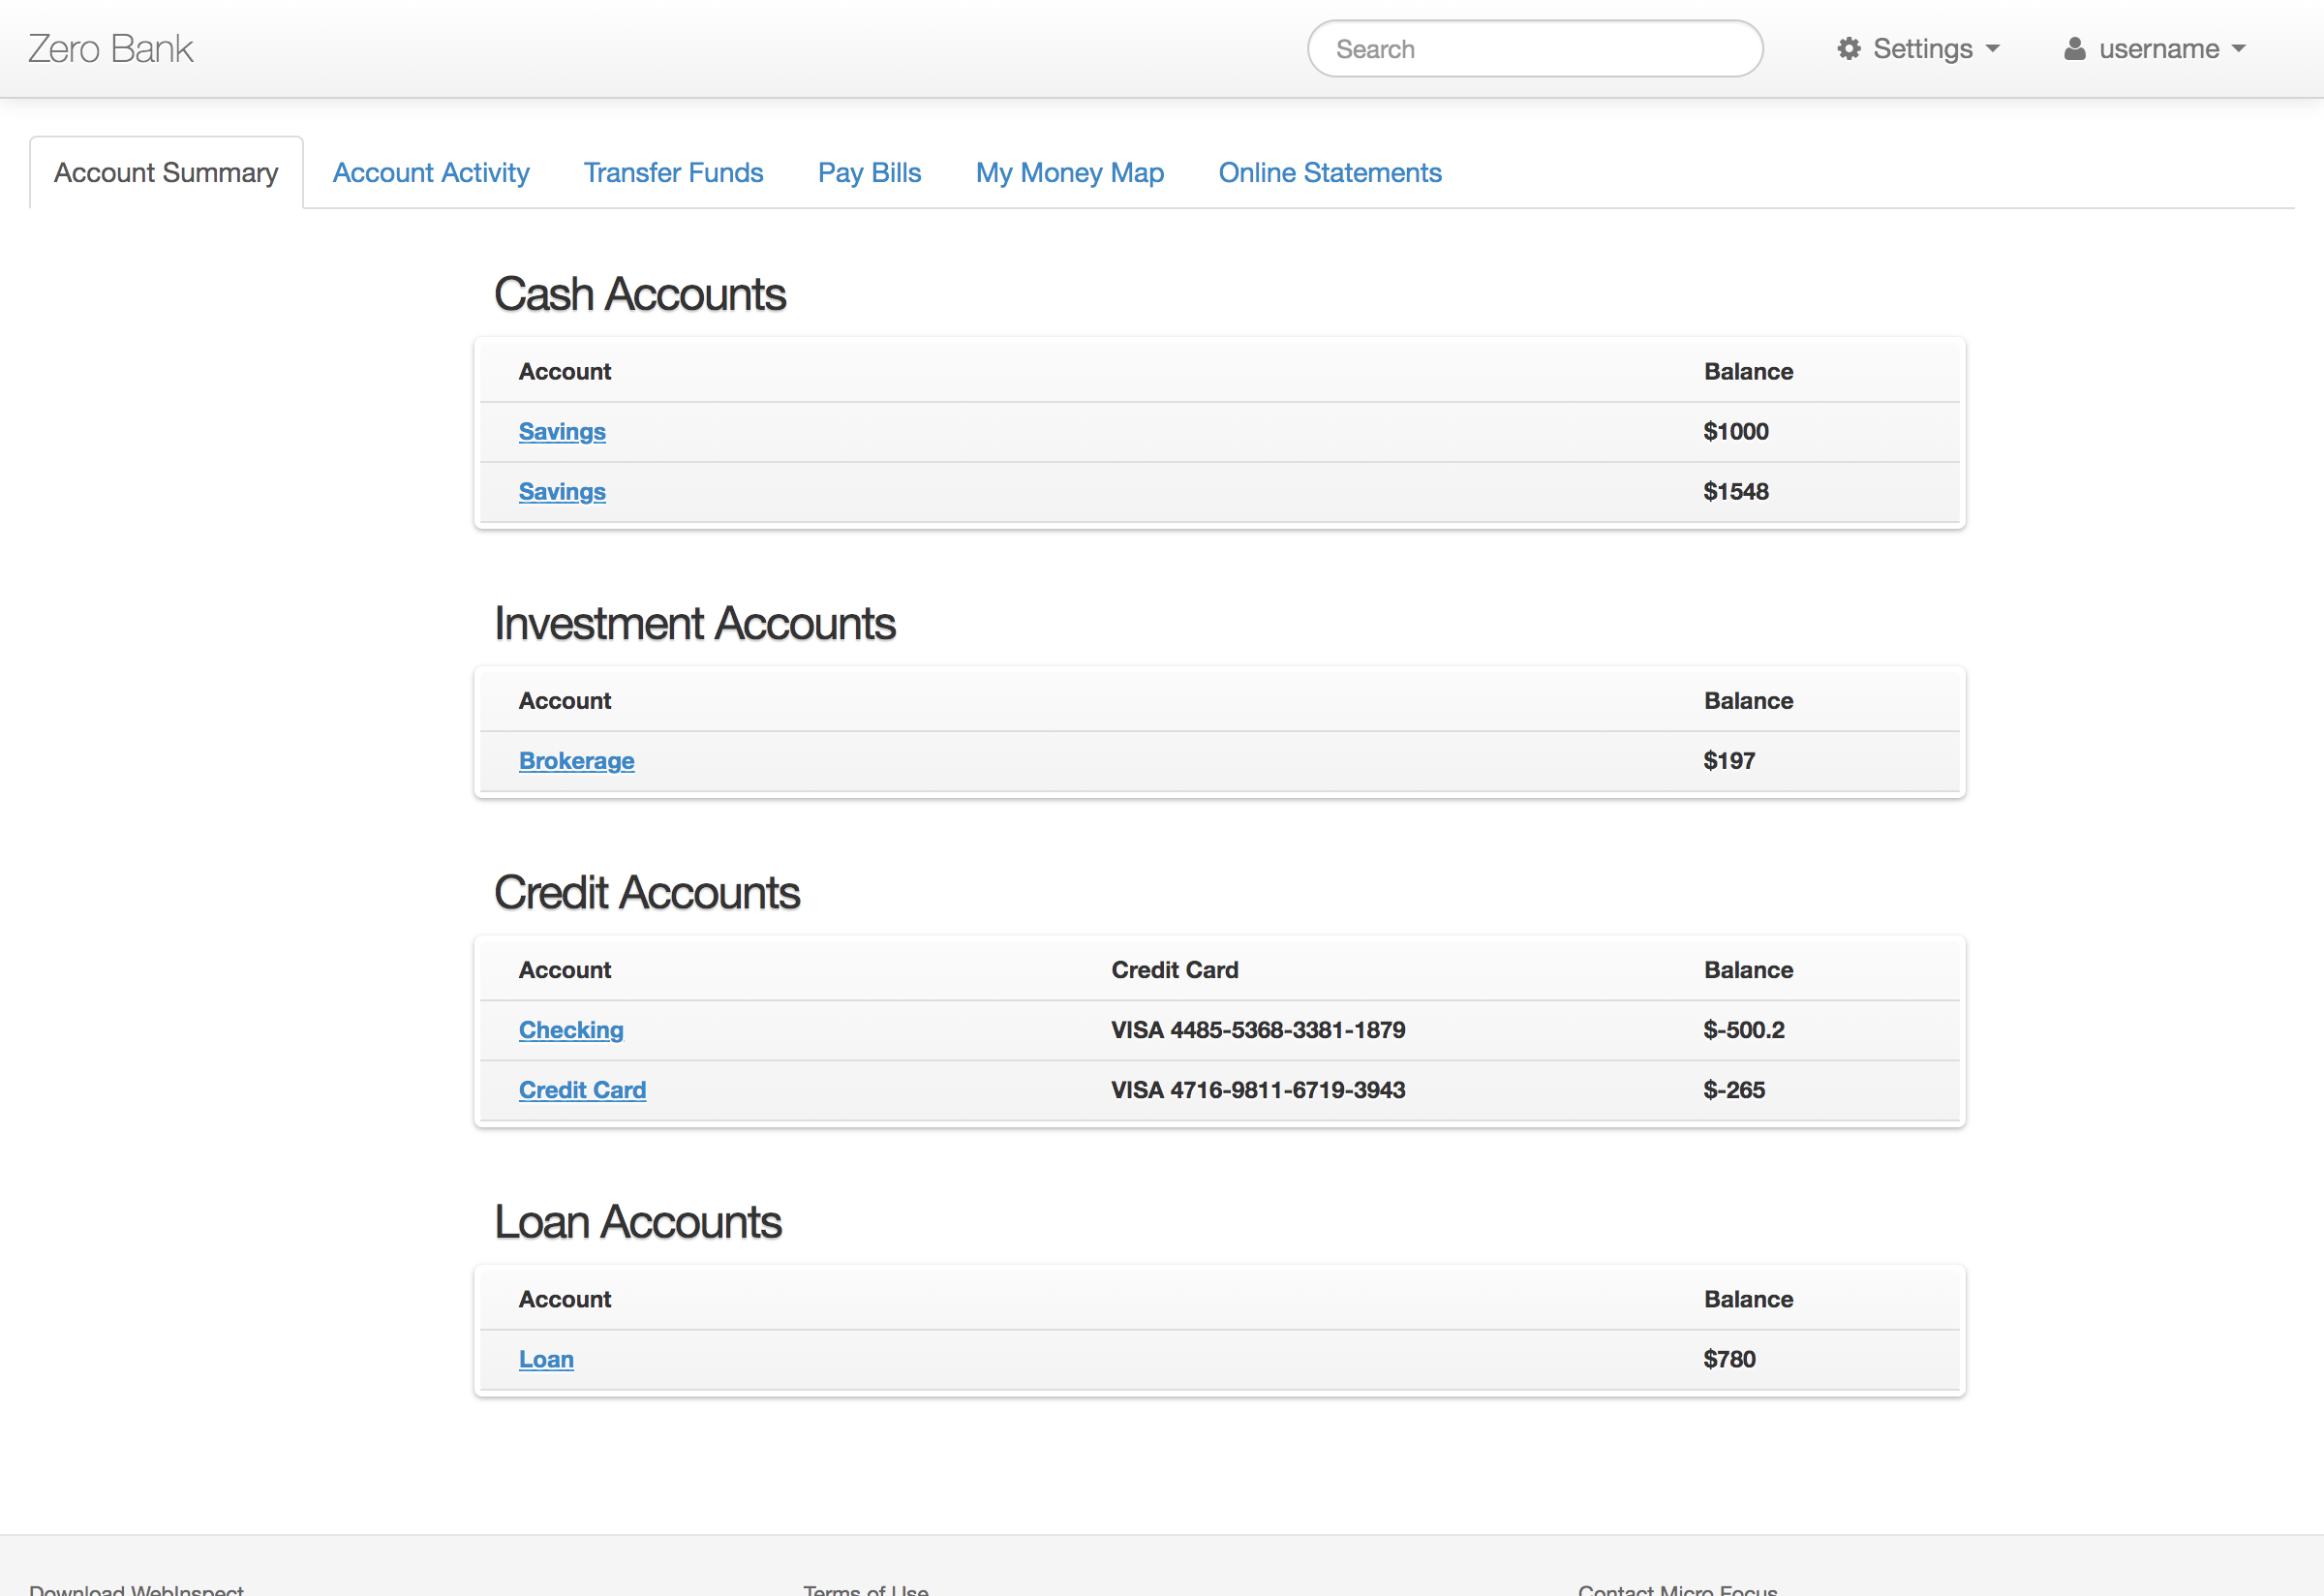 Zero Bank Search Settings username
Account Summary Account Activity Transfer Funds Pay Bills My Money Map Online Statements
Cash Accounts
Account Balance
Savings $1000
Savings $1548
Investment Accounts
Account Balance
Brokerage $197
Credit Accounts
Account Credit Card Balance
Checking VISA 4485-5368-3381-1879 $-500.2
Credit Card VISA 4716-9811-6719-3943 $-265
Loan Accounts
Account Balance
Loan $780
Download WebInspect Terms of Use Contact Micro Focus